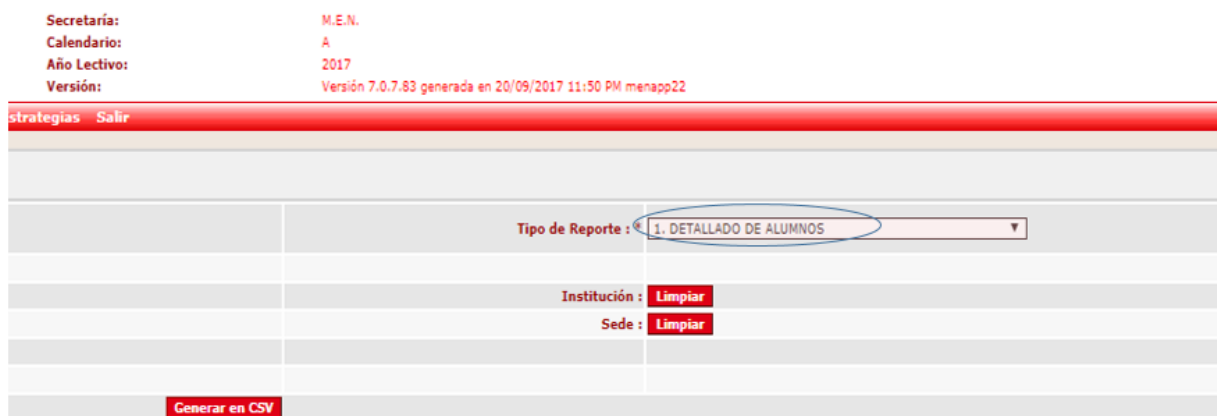 Secretaría: M.E.N.
Calendario: A
Año Lectivo: 2017
Versión: Versión 7.0.7.83 generada en 20/09/2017 11:50 PM menapp22
strategias Salir
Tipo de Reporte : * 1. DETALLADO DE ALUMNOS
Institución : Limpiar
Sede : Limpiar
Generar en CSV